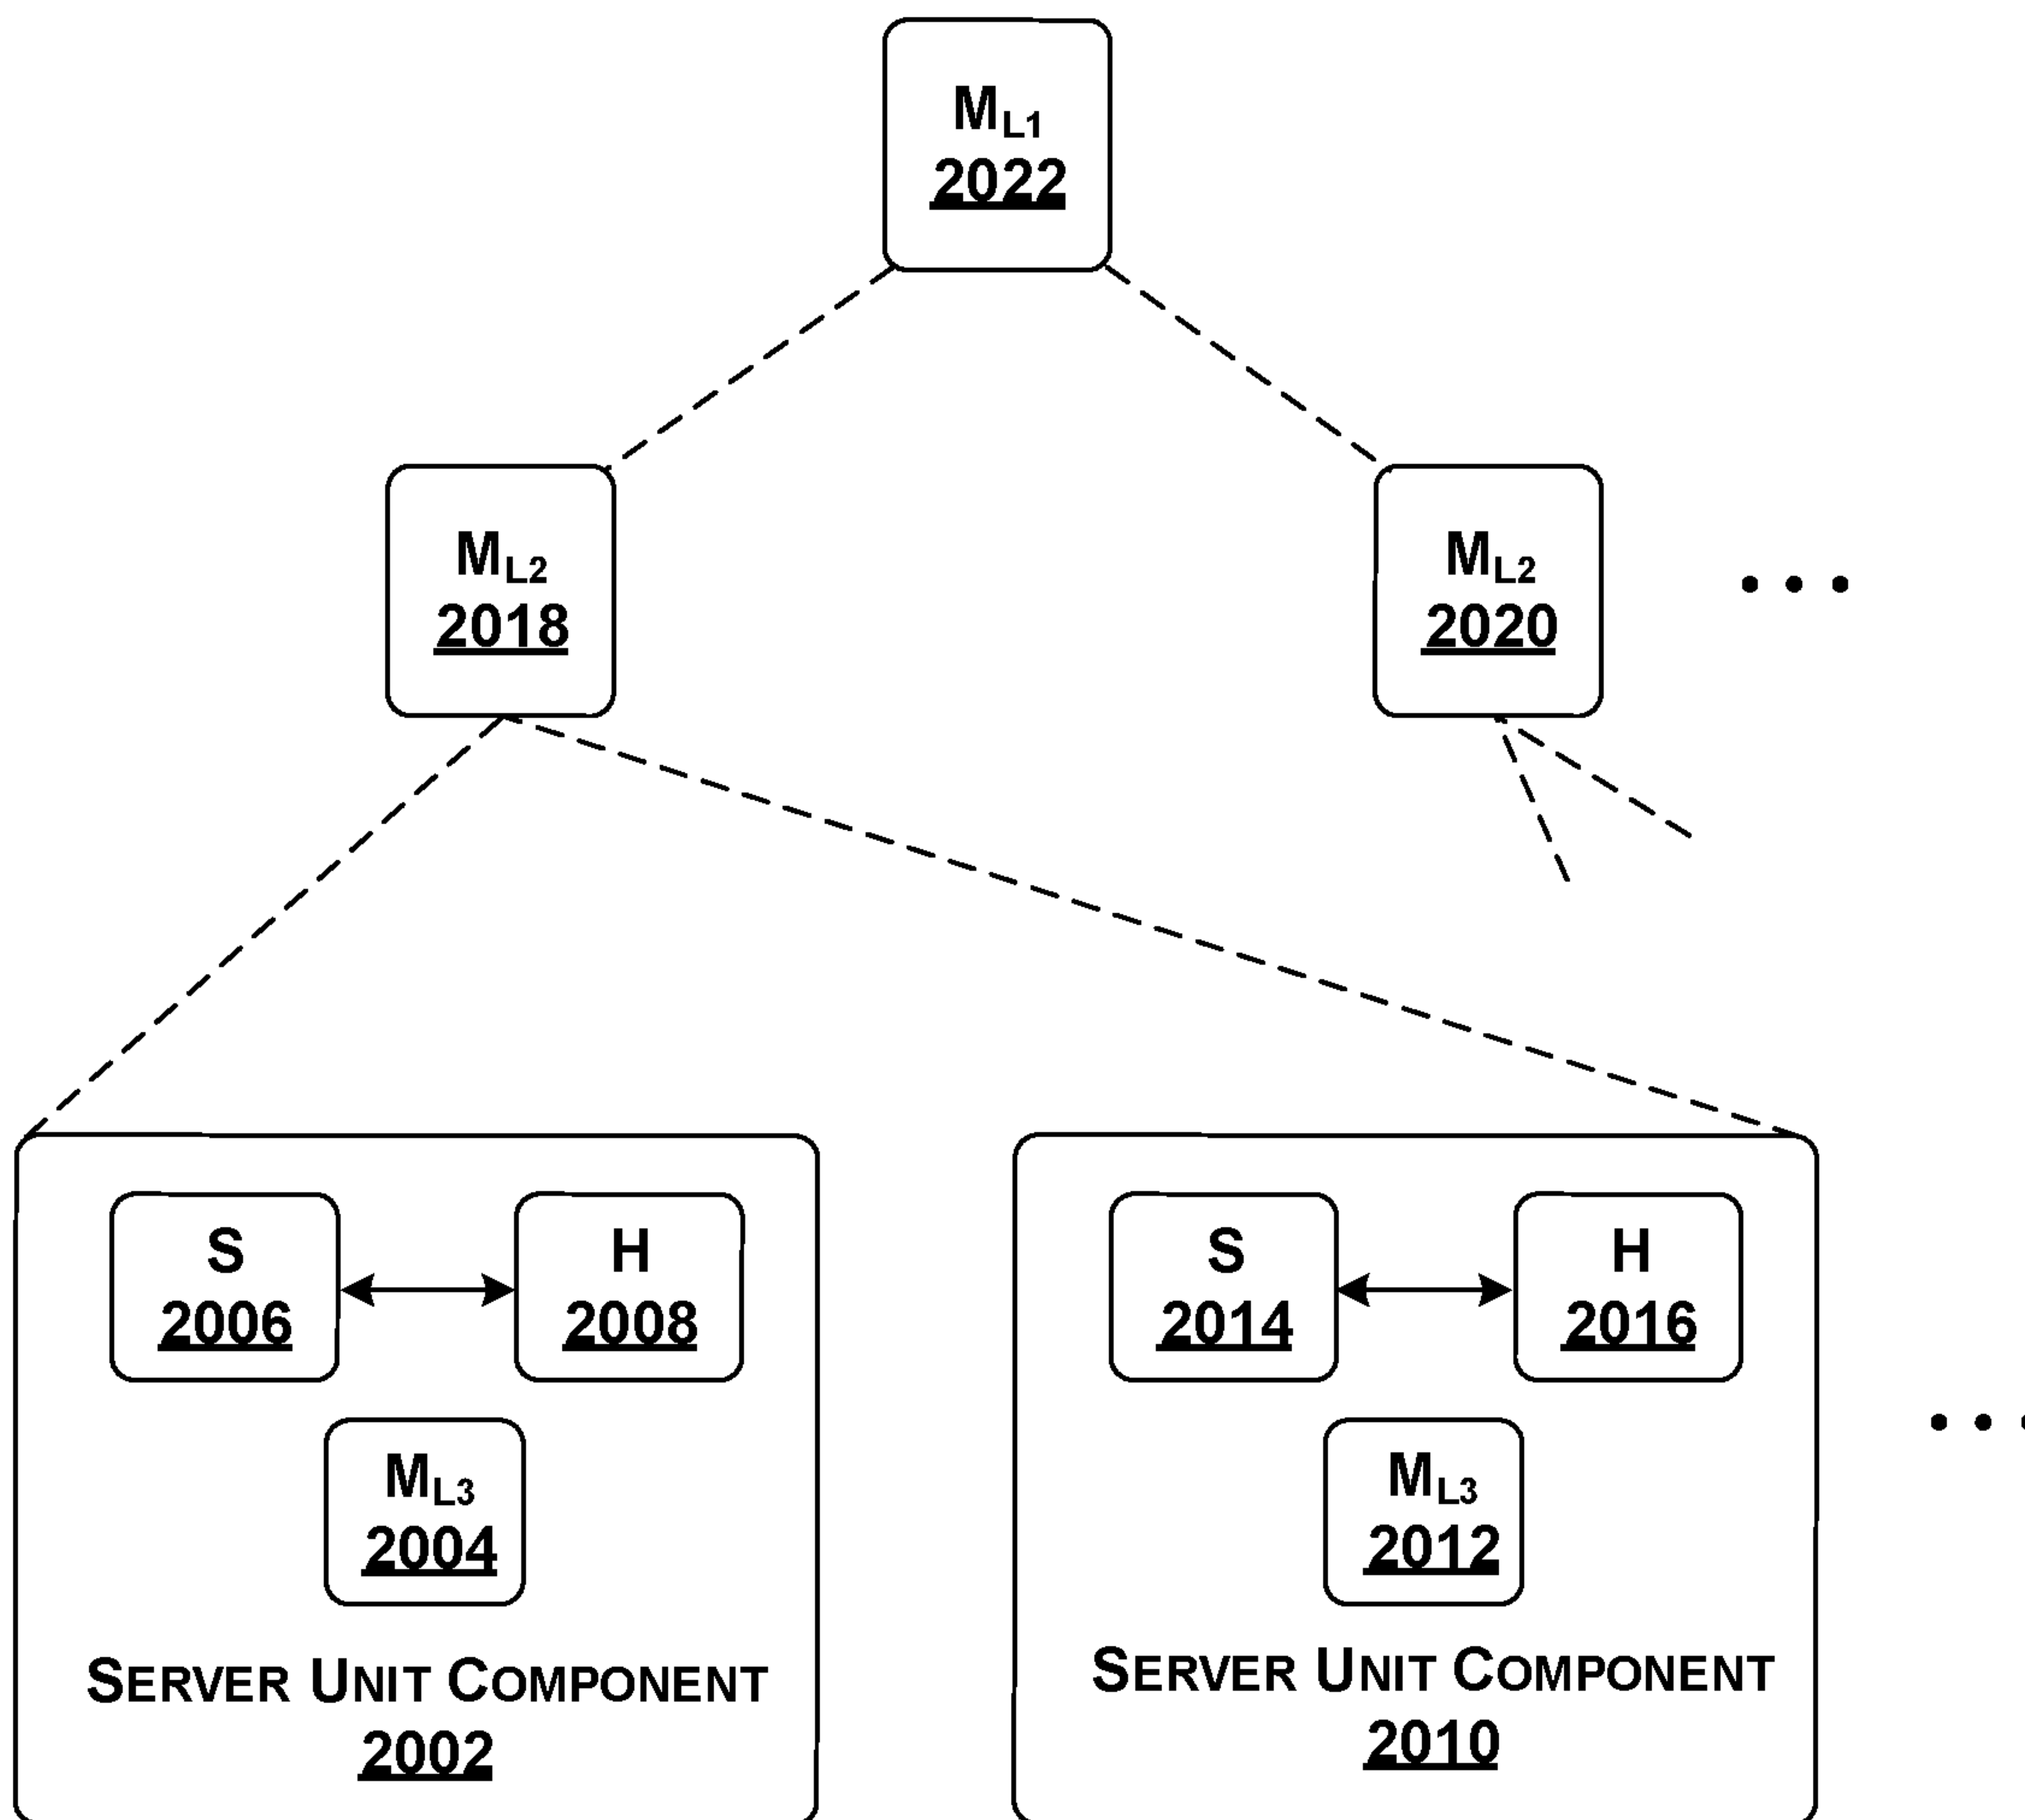 ML1
2022
ML2
2018
ML2
2020
S
2006
H
2008
ML3
2004
SERVER UNIT COMPONENT
2002
S
2014
H
2016
ML3
2012
SERVER UNIT COMPONENT
2010